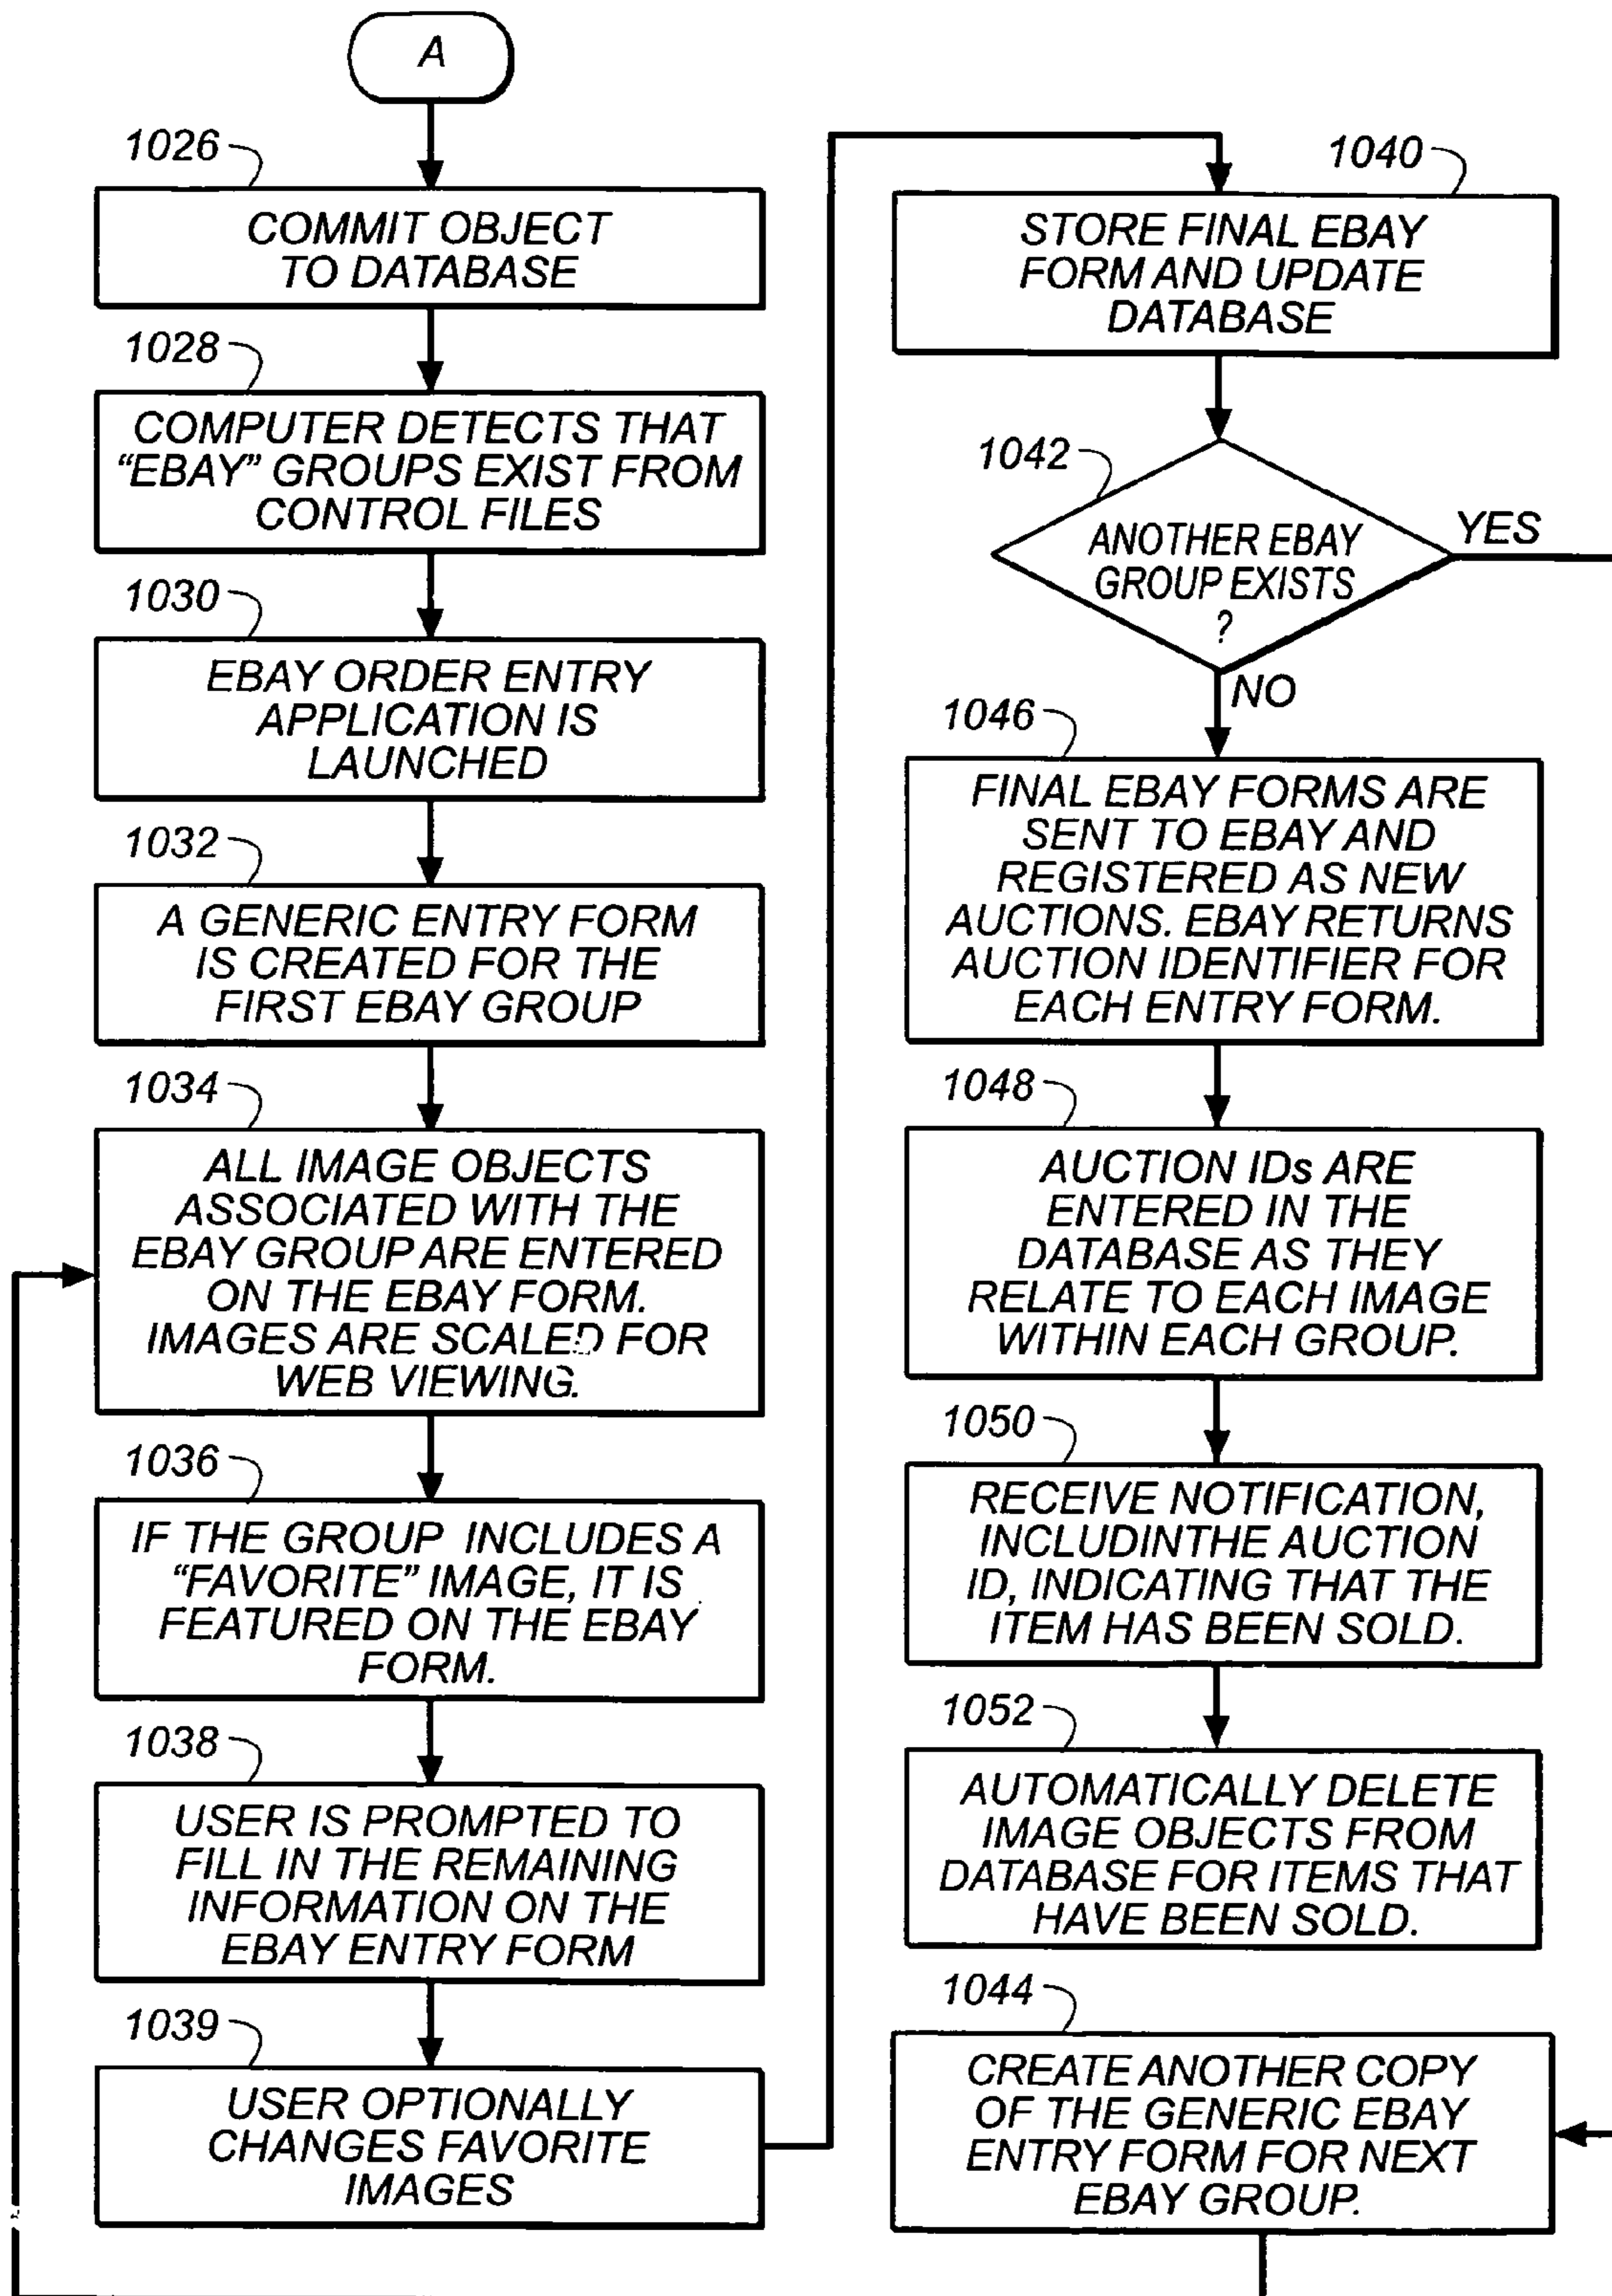 A
1026
COMMIT OBJECT
TO DATABASE
1028
COMPUTER DETECTS THAT
“EBAY” GROUPS EXIST FROM
CONTROL FILES
1030
EBAY ORDER ENTRY
APPLICATION IS
LAUNCHED
1032
A GENERIC ENTRY FORM
IS CREATED FOR THE
FIRST EBAY GROUP
1034
ALL IMAGE OBJECTS
ASSOCIATED WITH THE
EBAY GROUP ARE ENTERED
ON THE EBAY FORM.
IMAGES ARE SCALED FOR
WEB VIEWING.
1036
IF THE GROUP INCLUDES A
“FAVORITE” IMAGE, IT IS
FEATURED ON THE EBAY
FORM.
1038
USER IS PROMPTED TO
FILL IN THE REMAINING
INFORMATION ON THE
EBAY ENTRY FORM
1039
USER OPTIONALLY
CHANGES FAVORITE
IMAGES
1040
STORE FINAL EBAY
FORM AND UPDATE
DATABASE
1042
ANOTHER EBAY
GROUP EXISTS
?
YES
NO
1046
FINAL EBAY FORMS ARE
SENT TO EBAY AND
REGISTERED AS NEW
AUCTIONS. EBAY RETURNS
AUCTION IDENTIFIER FOR
EACH ENTRY FORM.
1048
AUCTION IDs ARE
ENTERED IN THE
DATABASE AS THEY
RELATE TO EACH IMAGE
WITHIN EACH GROUP.
1050
RECEIVE NOTIFICATION,
INCLUDINTHE AUCTION
ID, INDICATING THAT THE
ITEM HAS BEEN SOLD.
1052
AUTOMATICALLY DELETE
IMAGE OBJECTS FROM
DATABASE FOR ITEMS THAT
HAVE BEEN SOLD.
1044
CREATE ANOTHER COPY
OF THE GENERIC EBAY
ENTRY FORM FOR NEXT
EBAY GROUP.